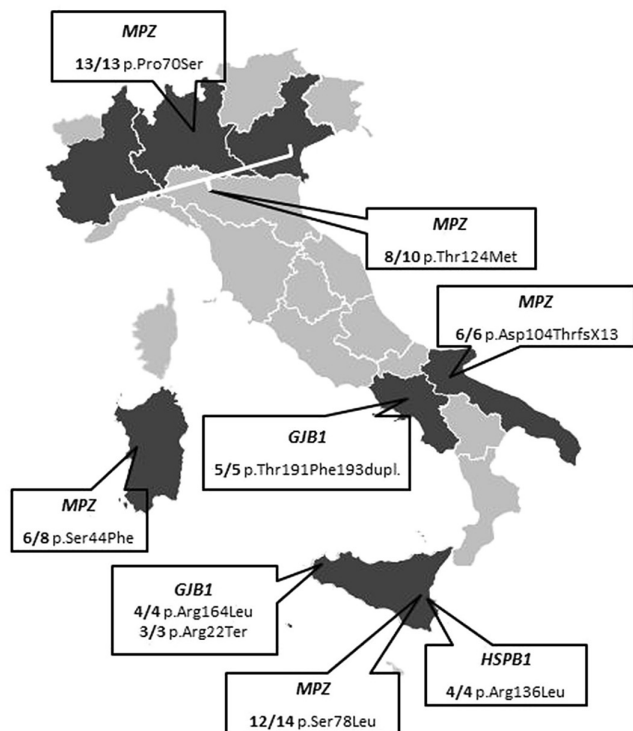 MPZ
13/13 p.Pro70Ser
MPZ
8/10 p.Thr124Met
MPZ
6/6 p.Asp104ThrfsX13
GJB1
5/5 p.Thr191Phe193dupl.
MPZ
6/8 p.Ser44Phe
GJB1
4/4 p.Arg164Leu
3/3 p.Arg22Ter
HSPB1
4/4 p.Arg136Leu
MPZ
12/14 p.Ser78Leu